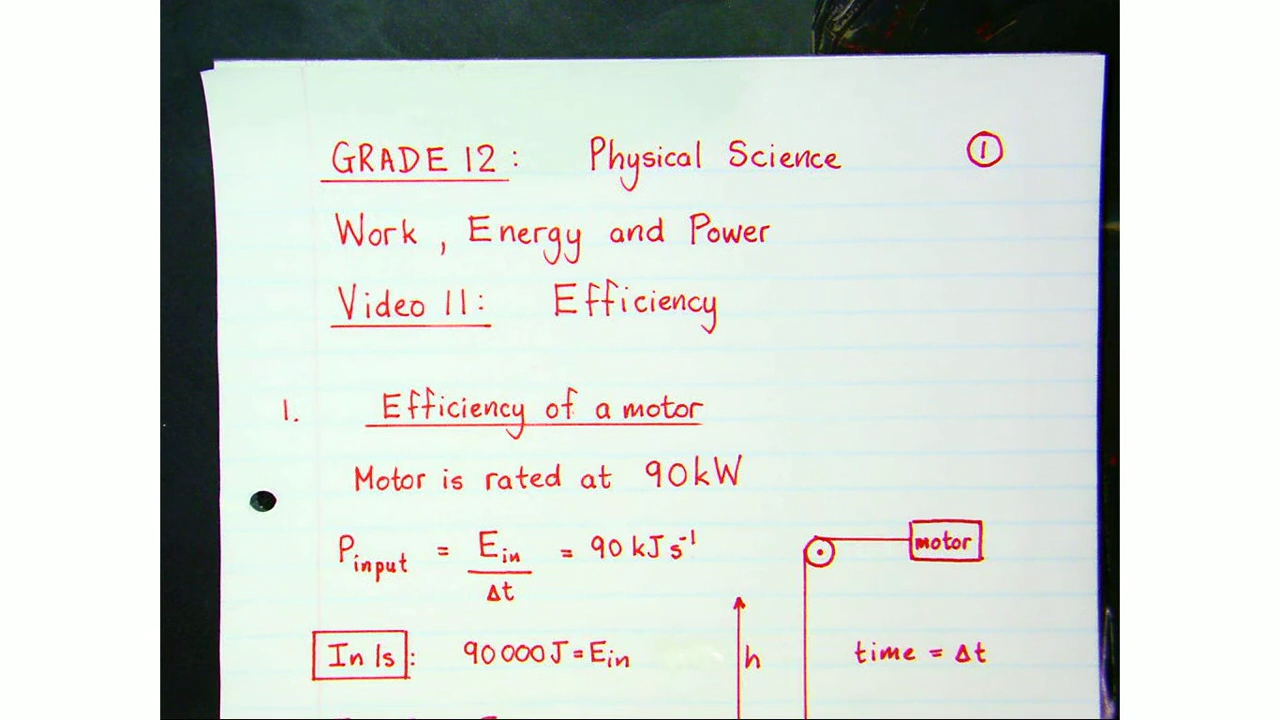 GRADE 12 : Physical Science ①
Work , Energy and Power
Video 11 : Efficiency
1. Efficiency of a motor
Motor is rated at 90kW
P_input = E_in / Δt = 90 kJ s⁻¹
motor
In 1s : 90 000 J = E_in
h
time = Δt